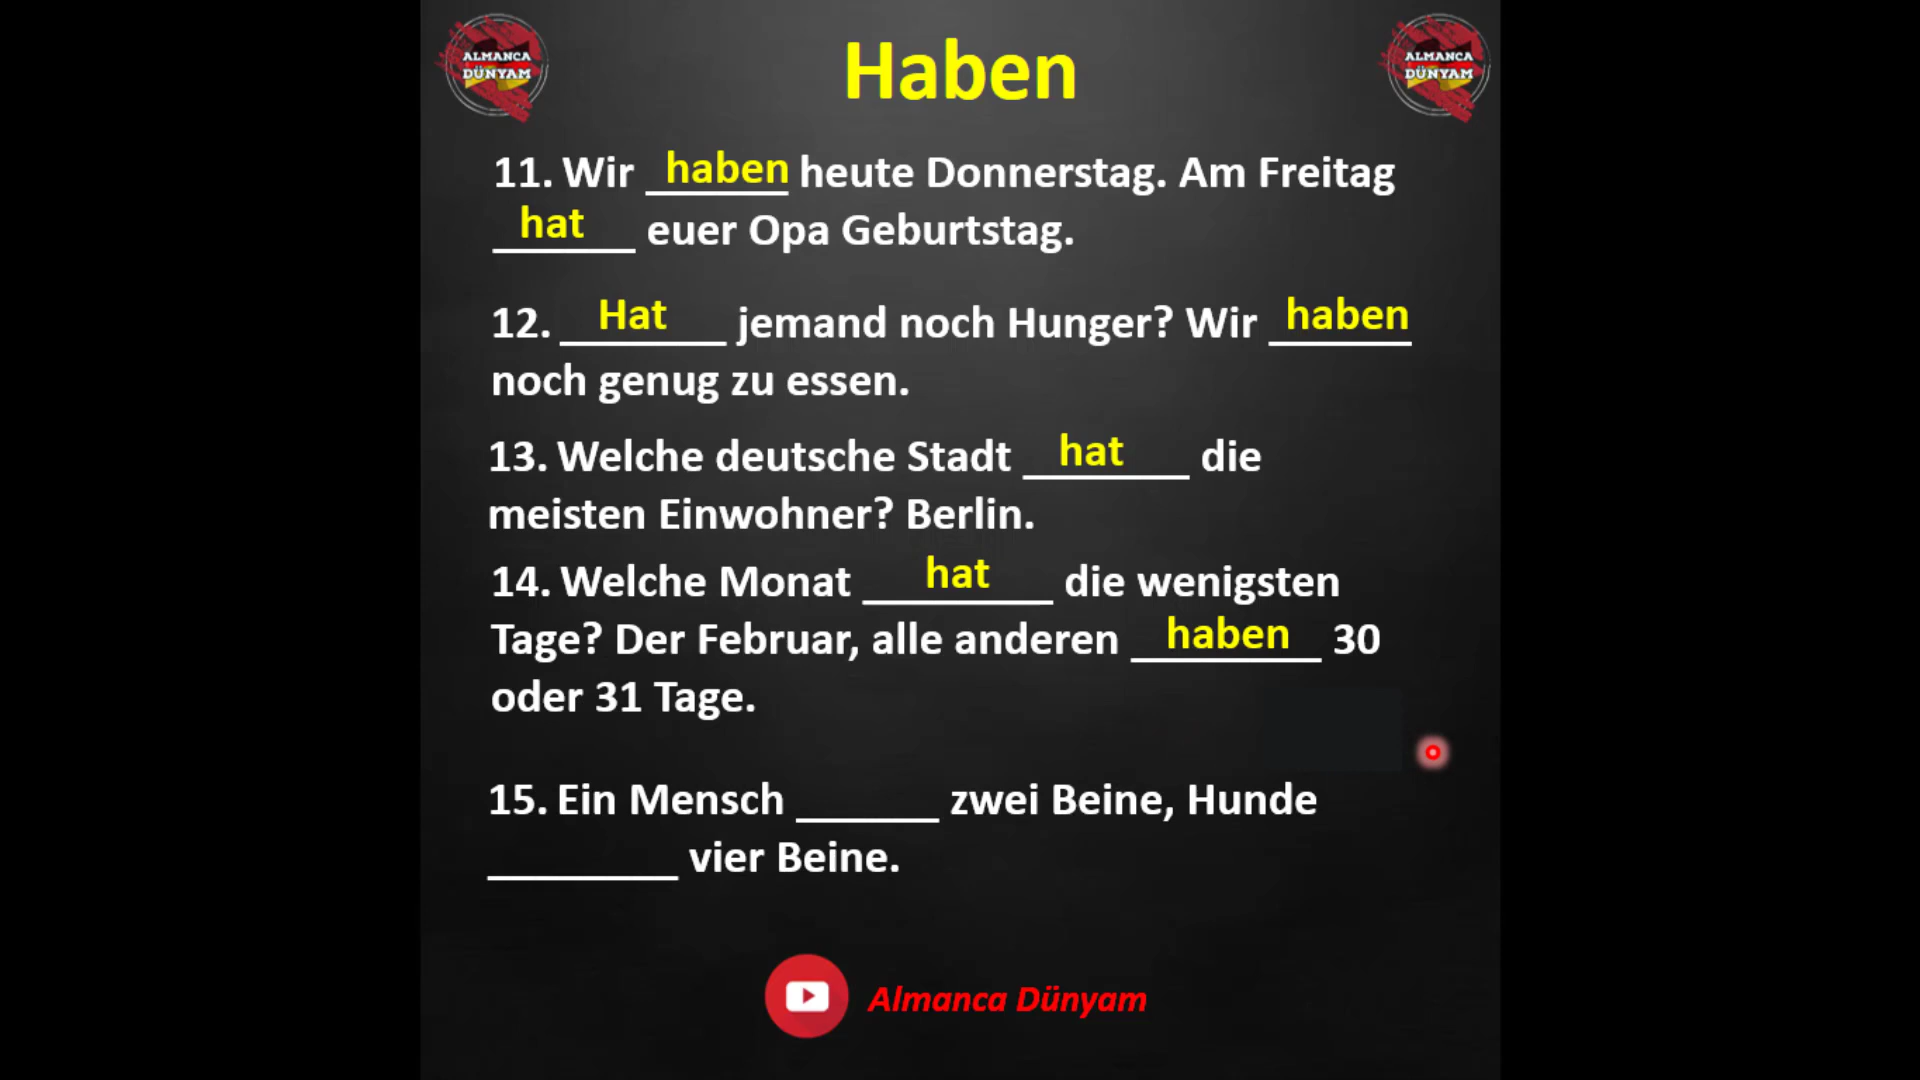 ALMANCA
DÜNYAM
Haben
ALMANCA
DÜNYAM
11. Wir haben heute Donnerstag. Am Freitag
hat euer Opa Geburtstag.
12. Hat jemand noch Hunger? Wir haben
noch genug zu essen.
13. Welche deutsche Stadt hat die
meisten Einwohner? Berlin.
14. Welche Monat hat die wenigsten
Tage? Der Februar, alle anderen haben 30
oder 31 Tage.
15. Ein Mensch ______ zwei Beine, Hunde
________ vier Beine.
Almanca Dünyam